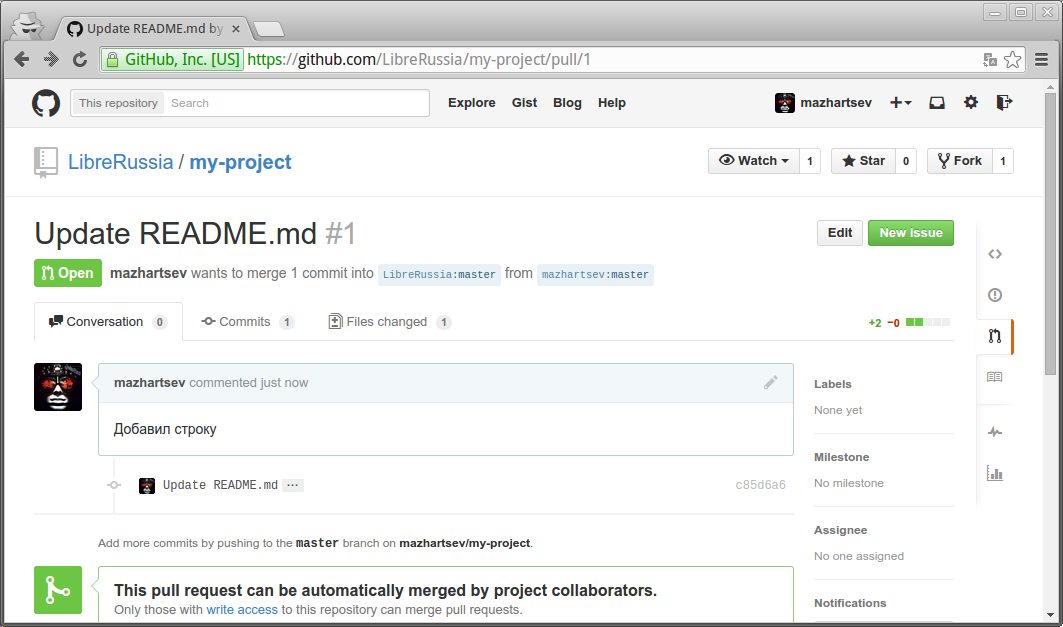 Update README.md by
GitHub, Inc. [US] https://github.com/LibreRussia/my-project/pull/1
This repository Search Explore Gist Blog Help mazhartsev
LibreRussia / my-project Watch 1 Star 0 Fork 1
Update README.md #1 Edit New Issue
Open mazhartsev wants to merge 1 commit into LibreRussia:master from mazhartsev:master
Conversation 0 Commits 1 Files changed 1 +2 −0
mazhartsev commented just now
Добавил строку
Update README.md ... c85d6a6
Add more commits by pushing to the master branch on mazhartsev/my-project.
This pull request can be automatically merged by project collaborators.
Only those with write access to this repository can merge pull requests.
Labels
None yet
Milestone
No milestone
Assignee
No one assigned
Notifications